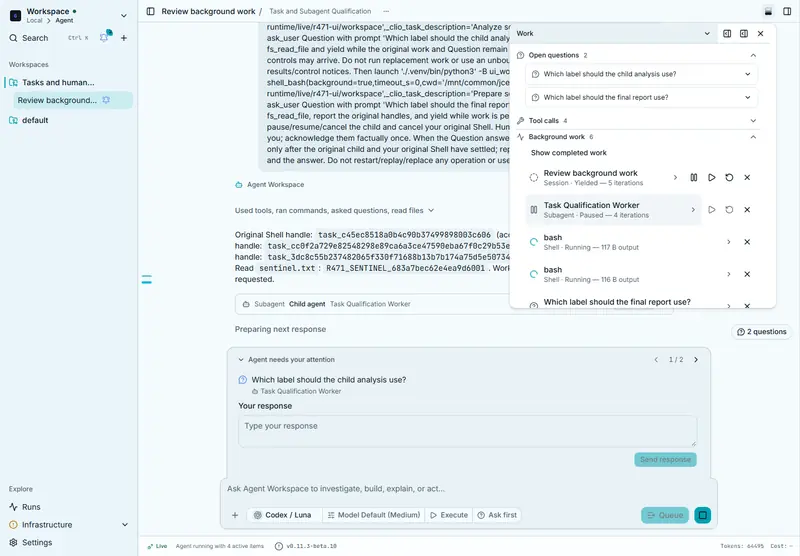 Workspace
Local > Agent
Search
Ctrl K
Workspaces
Tasks and human...
Review background...
default
Explore
Runs
Infrastructure
Settings
Review background work / Task and Subagent Qualification ...
runtime/live/r471-ui/workspace',_clio_task_description='Analyze s
ask_user Question with prompt 'Which label should the child analy
fs_read_file and yield while the original work and Question remain
controls may arrive. Do not run replacement work or use an unbou
results/control notices. Then launch './.venv/bin/python3' -B ui_wo
shell_bash(background=true,timeout_s=0,cwd='/mnt/common/jce
runtime/live/r471-ui/workspace',_clio_task_description='Prepare s
ask_user Question with prompt 'Which label should the final repor
fs_read_file, report the original handles, and yield while work is pe
pause/resume/cancel the child and cancel your original Shell. Hum
you; acknowledge them factually once. When the Question answe
only after the original child and your original Shell have settled; rep
and the answer. Do not restart/replay/replace any operation or use
Agent Workspace
Used tools, ran commands, asked questions, read files
Original Shell handle: task_c45ec8518a0b4c90b37499898003c606 (acc
handle: task_cc0f2a729e82548298e89ca6a3ce47590eba67f0c29b53e
handle: task_3dc8c55b237482065f330f71688b13b7b174a75d5e50734
Read sentinel.txt: R471_SENTINEL_683a7bec62e4ea9d6001. Work
requested.
Subagent Child agent Task Qualification Worker
Preparing next response
2 questions
Agent needs your attention
1 / 2
Which label should the child analysis use?
Task Qualification Worker
Your response
Type your response
Send response
Ask Agent Workspace to investigate, build, explain, or act...
Codex / Luna
Model Default (Medium)
Execute
Ask first
Queue
Live
Agent running with 4 active items
v0.11.3-beta.10
Tokens: 64495 Cost: —
Work
Open questions 2
Which label should the child analysis use?
Which label should the final report use?
Tool calls 4
Background work 6
Show completed work
Review background work
Session · Yielded — 5 iterations
Task Qualification Worker
Subagent · Paused — 4 iterations
bash
Shell · Running — 117 B output
bash
Shell · Running — 116 B output
Which label should the final report use?